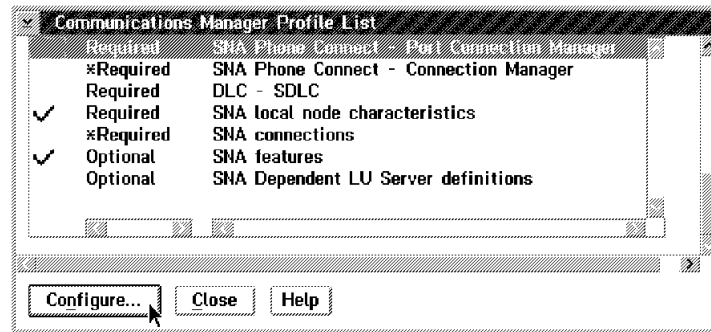 Communications Manager Profile List
Required SNA Phone Connect - Port Connection Manager
*Required SNA Phone Connect - Connection Manager
Required DLC - SDLC
Required SNA local node characteristics
*Required SNA connections
Optional SNA features
Optional SNA Dependent LU Server definitions
Configure... Close Help